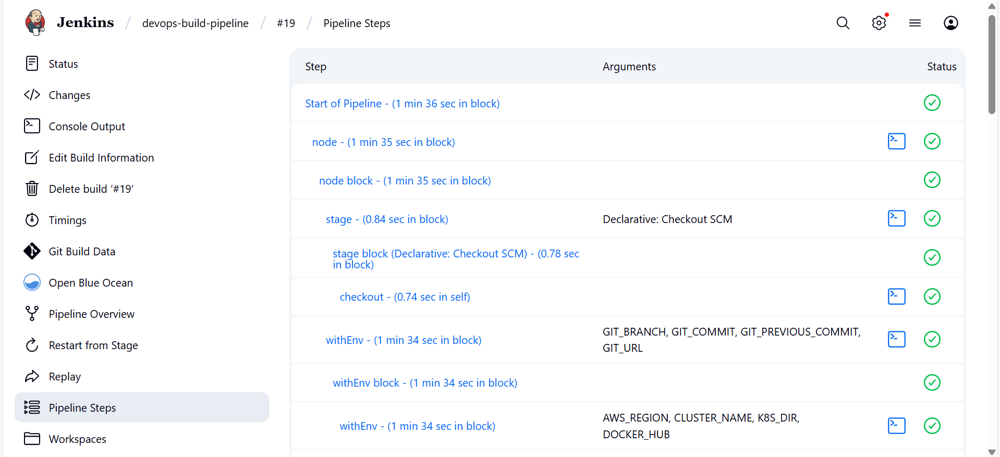 Jenkins / devops-build-pipeline / #19 / Pipeline Steps
Status
Changes
Console Output
Edit Build Information
Delete build ‘#19’
Timings
Git Build Data
Open Blue Ocean
Pipeline Overview
Restart from Stage
Replay
Pipeline Steps
Workspaces
Step Arguments Status
Start of Pipeline - (1 min 36 sec in block)
node - (1 min 35 sec in block)
node block - (1 min 35 sec in block)
stage - (0.84 sec in block) Declarative: Checkout SCM
stage block (Declarative: Checkout SCM) - (0.78 sec
in block)
checkout - (0.74 sec in self)
withEnv - (1 min 34 sec in block)
GIT_BRANCH, GIT_COMMIT, GIT_PREVIOUS_COMMIT,
GIT_URL
withEnv block - (1 min 34 sec in block)
withEnv - (1 min 34 sec in block)
AWS_REGION, CLUSTER_NAME, K8S_DIR,
DOCKER_HUB